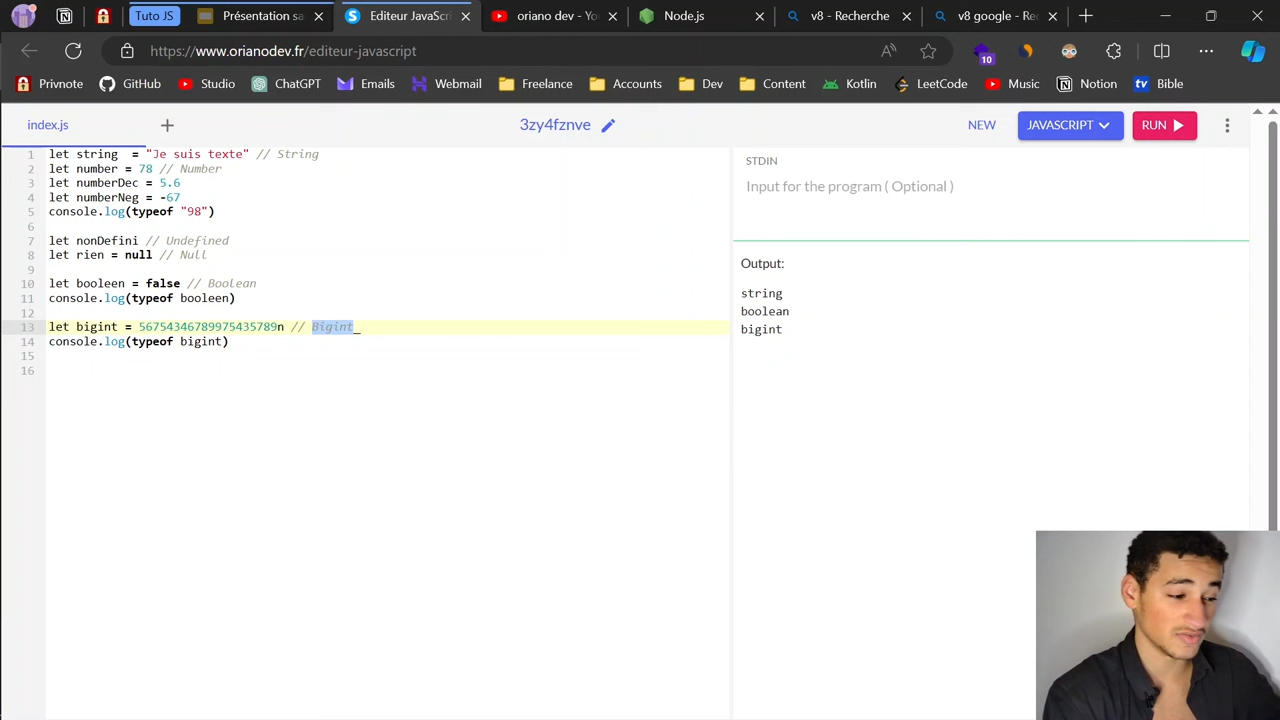 Tuto JS
Présentation sa
Editeur JavaScri
oriano dev - You
Node.js
v8 - Recherche
v8 google - Rec
https://www.orianodev.fr/editeur-javascript
10
Privnote
GitHub
Studio
ChatGPT
Emails
Webmail
Freelance
Accounts
Dev
Content
Kotlin
LeetCode
Music
Notion
Bible
index.js
3zy4fznve
NEW
JAVASCRIPT
RUN
1 let string  = "Je suis texte" // String
2 let number = 78 // Number
3 let numberDec = 5.6
4 let numberNeg = -67
5 console.log(typeof "98")
6
7 let nonDefini // Undefined
8 let rien = null // Null
9
10 let booleen = false // Boolean
11 console.log(typeof booleen)
12
13 let bigint = 56754346789975435789n // Bigint_
14 console.log(typeof bigint)
15
16
STDIN
Input for the program ( Optional )
Output:
string
boolean
bigint